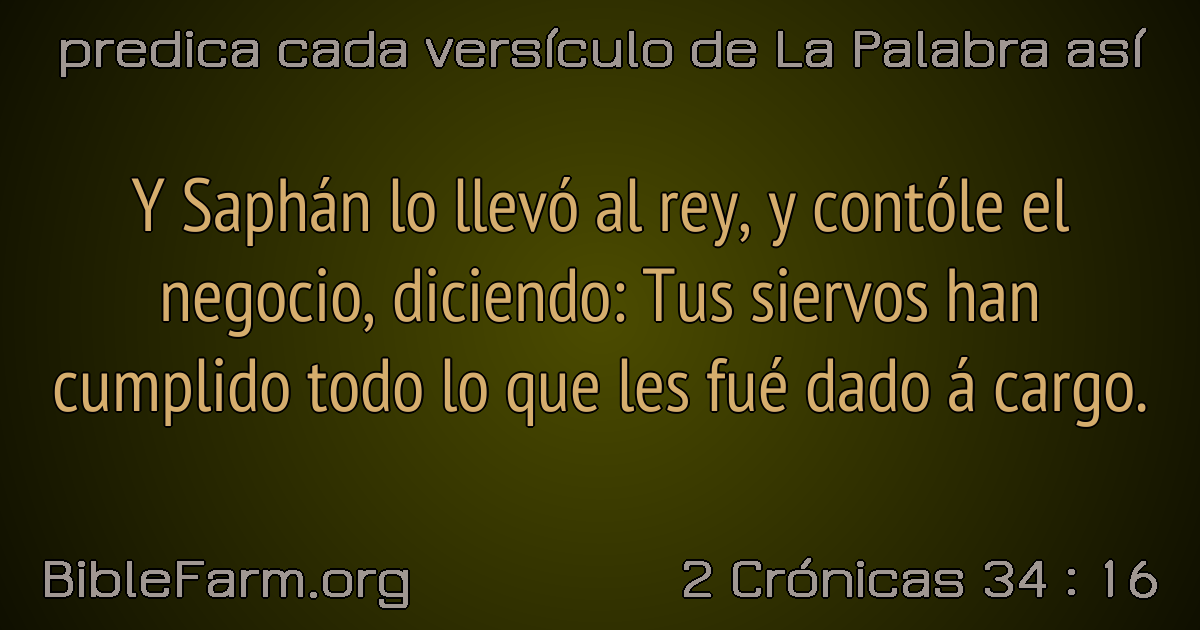 predica cada versículo de La Palabra así
Y Saphán lo llevó al rey, y contóle el
negocio, diciendo: Tus siervos han
cumplido todo lo que les fué dado á cargo.
BibleFarm.org
2 Crónicas 34 : 16